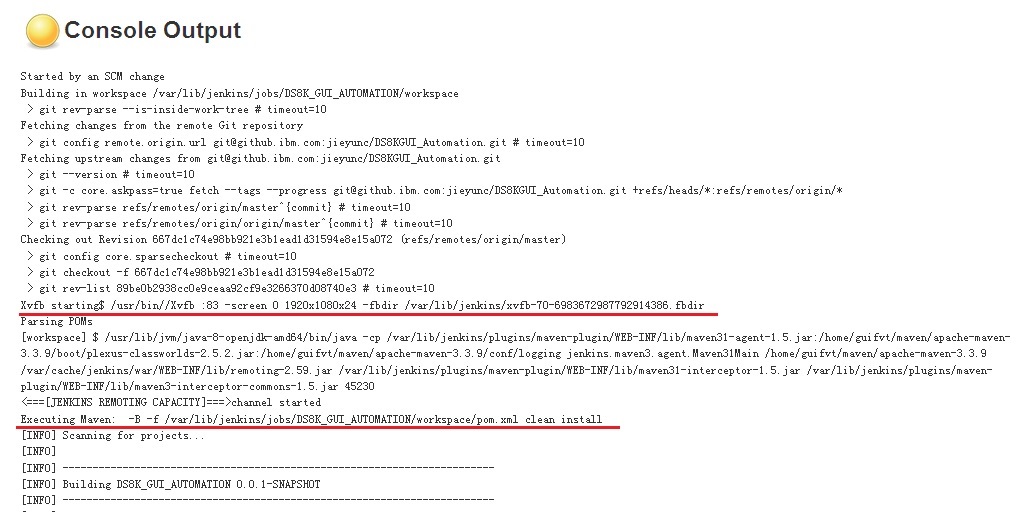 Console Output
Started by an SCM change
Building in workspace /var/lib/jenkins/jobs/DS8K_GUI_AUTOMATION/workspace
> git rev-parse --is-inside-work-tree # timeout=10
Fetching changes from the remote Git repository
> git config remote.origin.url git@github.ibm.com:jieyunc/DS8KGUI_Automation.git # timeout=10
Fetching upstream changes from git@github.ibm.com:jieyunc/DS8KGUI_Automation.git
> git --version # timeout=10
> git -c core.askpass=true fetch --tags --progress git@github.ibm.com:jieyunc/DS8KGUI_Automation.git +refs/heads/*:refs/remotes/origin/*
> git rev-parse refs/remotes/origin/master^{commit} # timeout=10
> git rev-parse refs/remotes/origin/origin/master^{commit} # timeout=10
Checking out Revision 667dc1c74e98bb921e3b1ead1d31594e8e15a072 (refs/remotes/origin/master)
> git config core.sparsecheckout # timeout=10
> git checkout -f 667dc1c74e98bb921e3b1ead1d31594e8e15a072
> git rev-list 89be0b2938cc0e9ceaa92cf9e3266370d08740e3 # timeout=10
Xvfb starting$ /usr/bin//Xvfb :83 -screen 0 1920x1080x24 -fbdir /var/lib/jenkins/xvfb-70-6983672987792914386.fbdir
Parsing POMs
[workspace] $ /usr/lib/jvm/java-8-openjdk-amd64/bin/java -cp /var/lib/jenkins/plugins/maven-plugin/WEB-INF/lib/maven31-agent-1.5.jar:/home/guifvt/maven/apache-maven-
3.3.9/boot/plexus-classworlds-2.5.2.jar:/home/guifvt/maven/apache-maven-3.3.9/conf/logging jenkins.maven3.agent.Maven31Main /home/guifvt/maven/apache-maven-3.3.9
/var/cache/jenkins/war/WEB-INF/lib/remoting-2.59.jar /var/lib/jenkins/plugins/maven-plugin/WEB-INF/lib/maven31-interceptor-1.5.jar /var/lib/jenkins/plugins/maven-
plugin/WEB-INF/lib/maven3-interceptor-commons-1.5.jar 45230
<===[JENKINS REMOTING CAPACITY]===>channel started
Executing Maven:  -B -f /var/lib/jenkins/jobs/DS8K_GUI_AUTOMATION/workspace/pom.xml clean install
[INFO] Scanning for projects...
[INFO]
[INFO] ------------------------------------------------------------------------
[INFO] Building DS8K_GUI_AUTOMATION 0.0.1-SNAPSHOT
[INFO] ------------------------------------------------------------------------